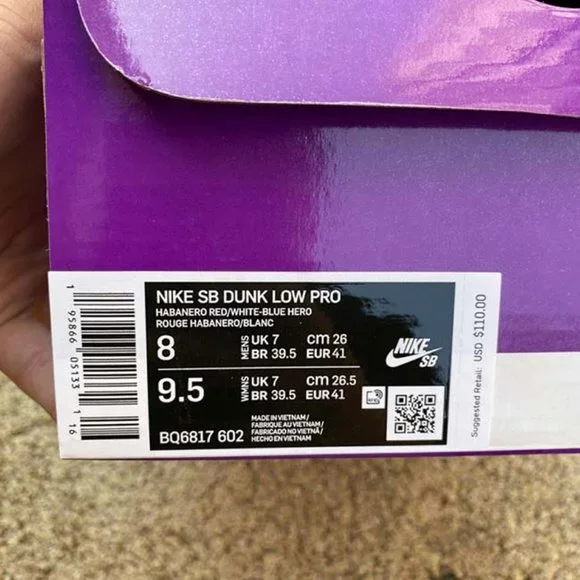 NIKE SB DUNK LOW PRO
HABANERO RED/WHITE-BLUE HERO
ROUGE HABANERO/BLANC
8 MENS UK 7 cm 26
BR 39.5 EUR 41
9.5 WMNS UK 7 cm 26.5
BR 39.5 EUR 41
MADE IN VIETNAM /
FABRIQUE AU VIETNAM /
FABRICADO NO VIETNÃ /
HECHO EN VIETNAM
BQ6817 602
NIKE SB
1 95866 05133 1 16
Suggested Retail: USD $110.00